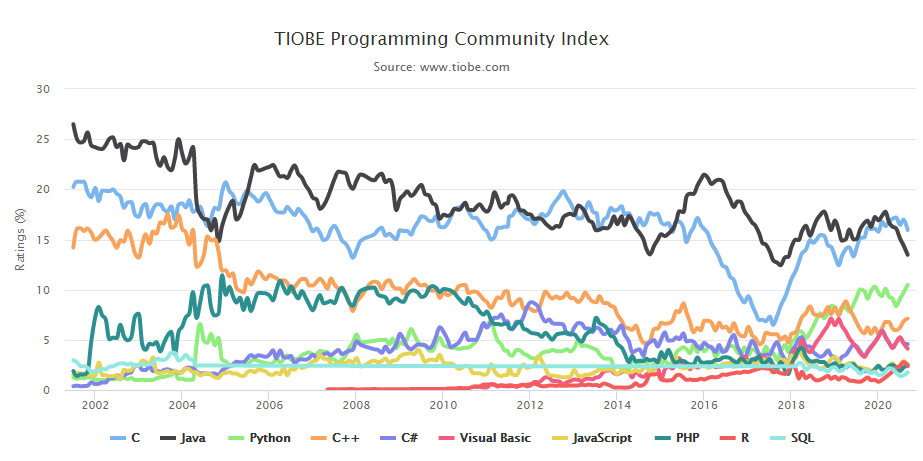 TIOBE Programming Community Index
Source: www.tiobe.com
Ratings (%)
30
25
20
15
10
5
0
2002 2004 2006 2008 2010 2012 2014 2016 2018 2020
C Java Python C++ C# Visual Basic JavaScript PHP R SQL